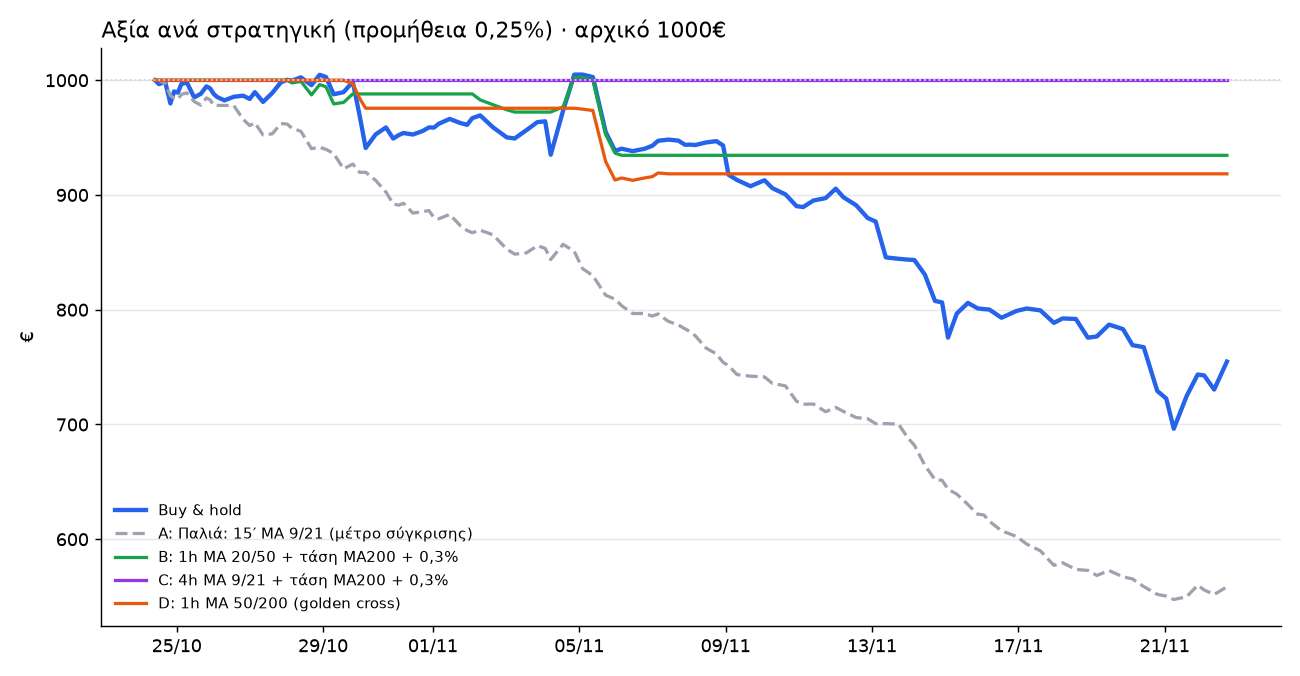 Αξία ανά στρατηγική (προμήθεια 0,25%) · αρχικό 1000€
1000
900
800
700
600
€
Buy & hold
A: Παλιά: 15΄ MA 9/21 (μέτρο σύγκρισης)
B: 1h MA 20/50 + τάση MA200 + 0,3%
C: 4h MA 9/21 + τάση MA200 + 0,3%
D: 1h MA 50/200 (golden cross)
25/10 29/10 01/11 05/11 09/11 13/11 17/11 21/11